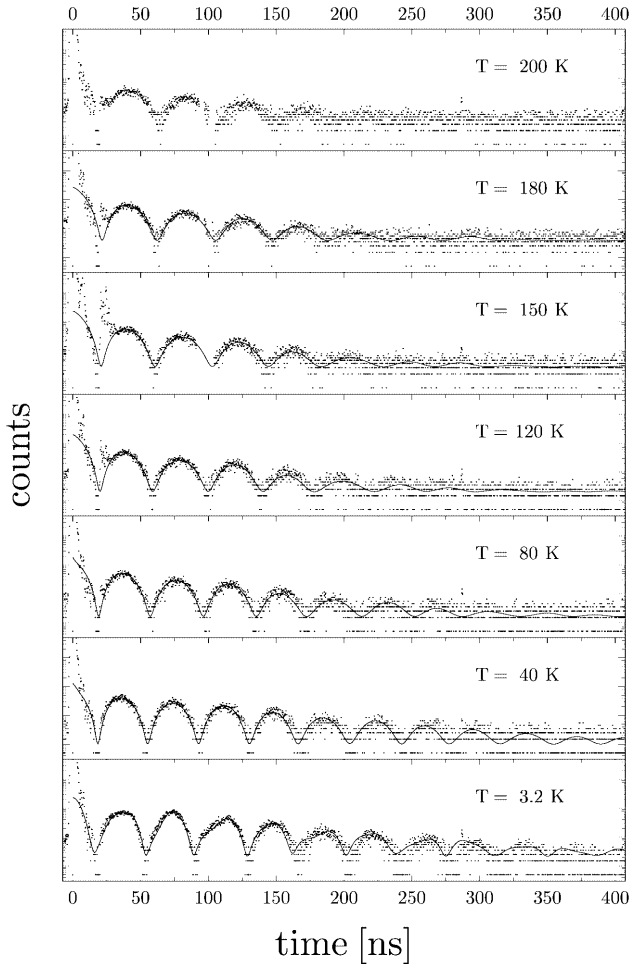 0 50 100 150 200 250 300 350 400
T = 200 K
T = 180 K
T = 150 K
T = 120 K
T = 80 K
T = 40 K
T = 3.2 K
counts
0 50 100 150 200 250 300 350 400
time [ns]